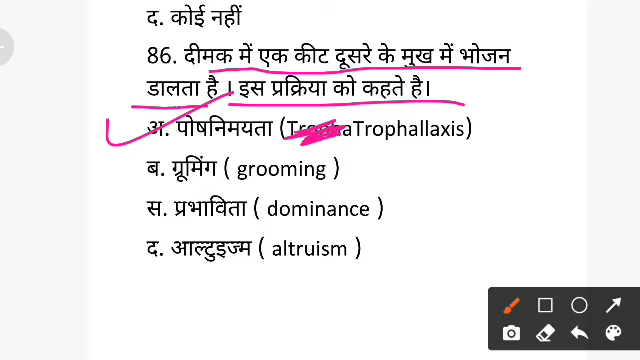 द. कोई नहीं
86. दीमक में एक कीट दूसरे के मुख में भोजन
डालता है । इस प्रक्रिया को कहते है।
अ. पोषनिमयता (Trophallaxis)
ब. ग्रूमिंग ( grooming)
स. प्रभाविता ( dominance )
द. आल्टुइज्म ( altruism )